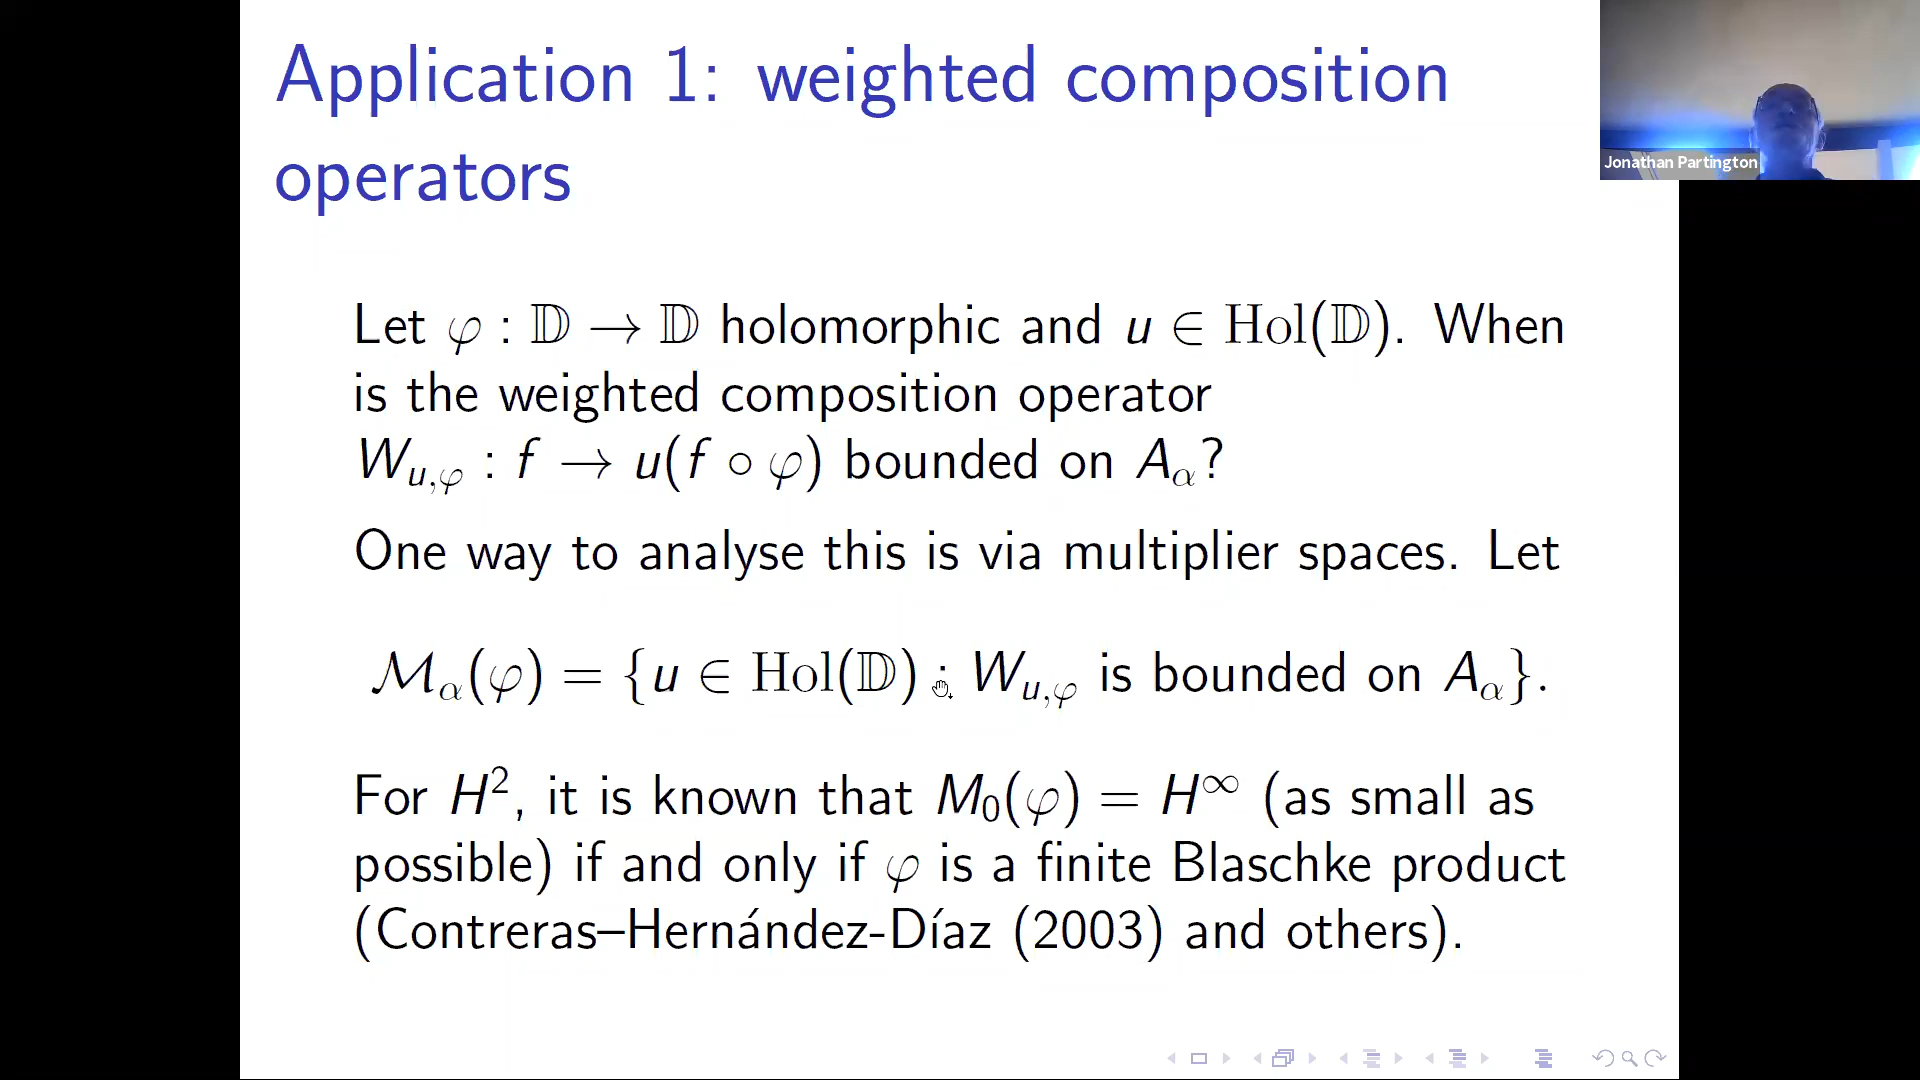 Application 1: weighted composition
operators
Jonathan Partington
Let φ : 𝔻 → 𝔻 holomorphic and u ∈ Hol(𝔻). When
is the weighted composition operator
W_{u,φ} : f → u(f ∘ φ) bounded on A_α?
One way to analyse this is via multiplier spaces. Let
ℳ_α(φ) = {u ∈ Hol(𝔻) : W_{u,φ} is bounded on A_α}.
For H², it is known that M₀(φ) = H^∞ (as small as
possible) if and only if φ is a finite Blaschke product
(Contreras–Hernández-Díaz (2003) and others).